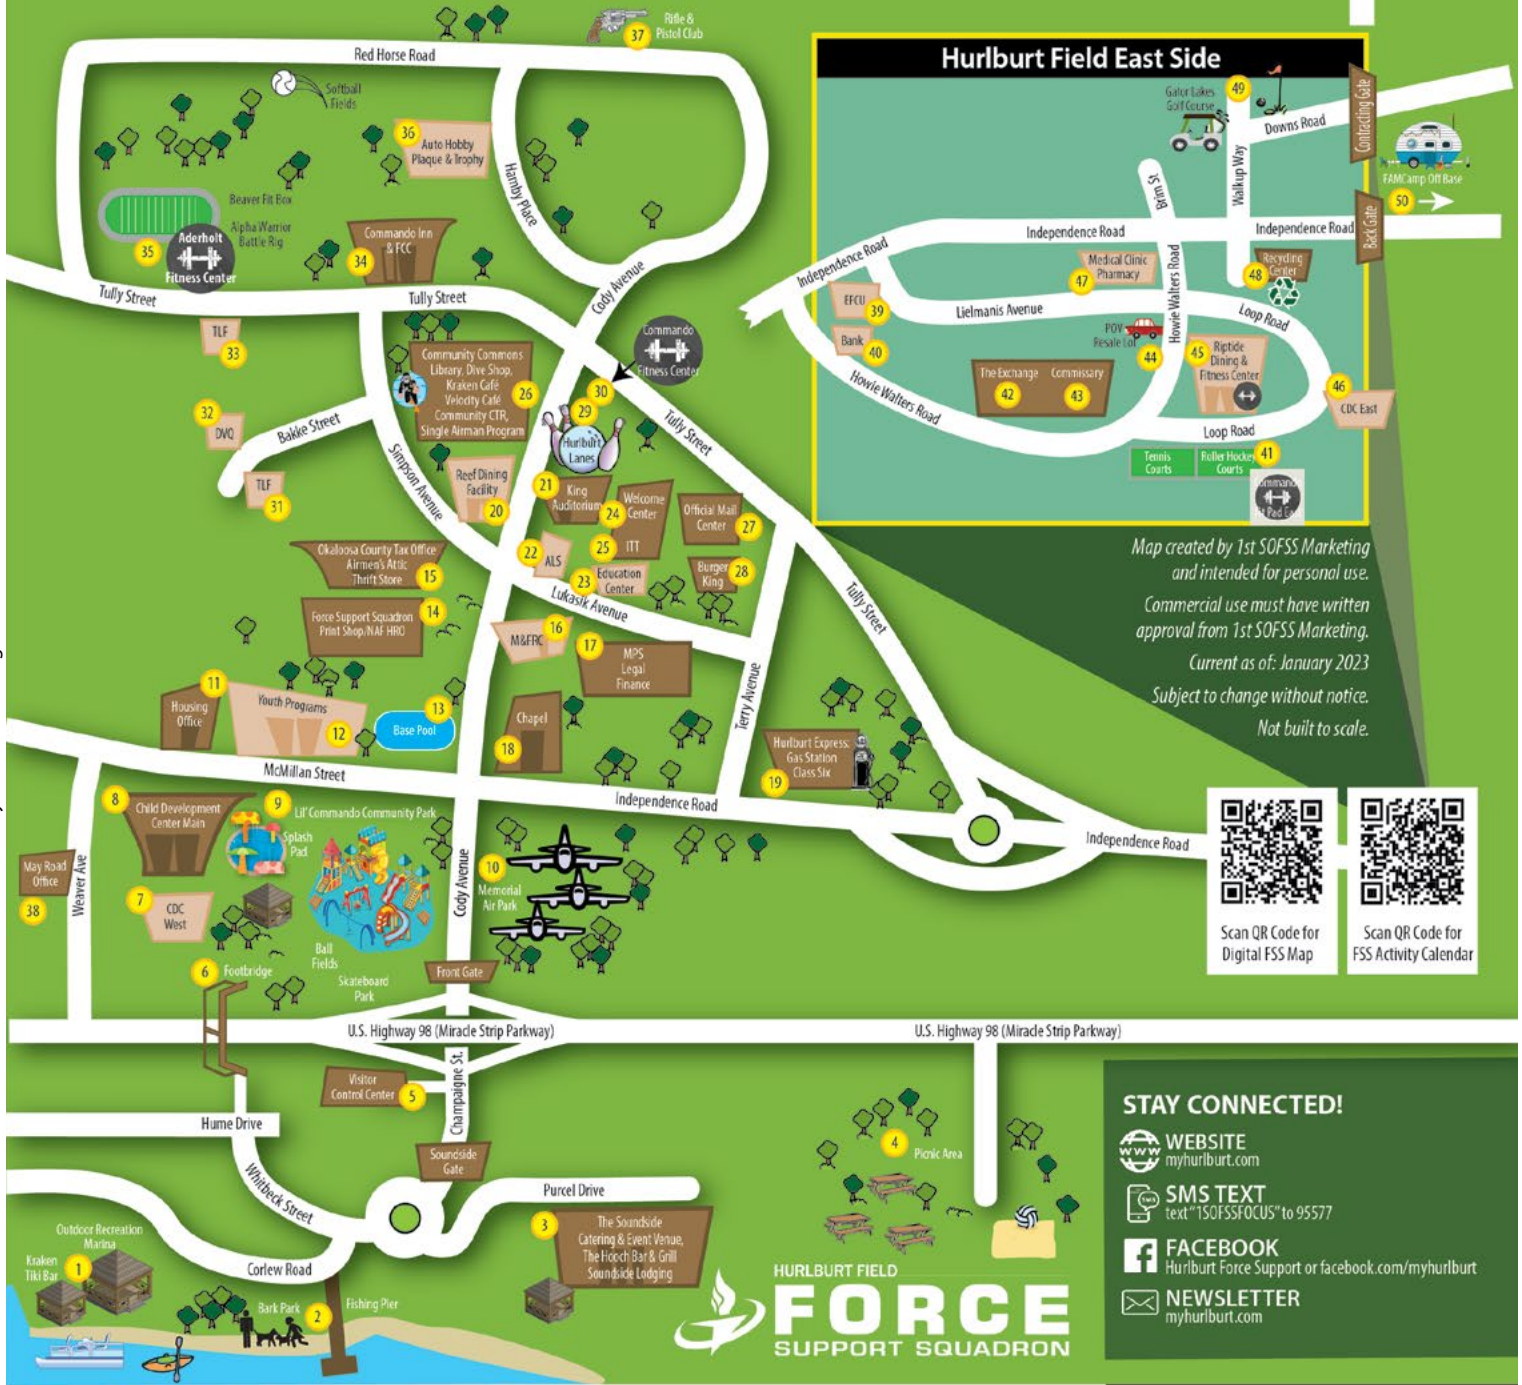 37
Rifle &
Pistol Club
Red Horse Road
Softball
Fields
36
Auto Hobby
Plaque & Trophy
Hamby Place
Beaver Fit Box
Alpha Warrior
Battle Rig
35
Aderholt
Fitness Center
34
Commando Inn
& FCC
Tully Street
Tully Street
Cody Avenue
TLF
33
Commando
Fitness Center
Community Commons
Library, Dive Shop,
Kraken Café
Velocity Café
Community CTR,
Single Airman Program
26
30
29
Hurlburt
Lanes
Tully Street
32
DVQ
Bakke Street
Simpson Avenue
TLF
31
Reef Dining
Facility
20
21
King
Auditorium
24
Welcome
Center
25
ITT
Official Mail
Center
27
22
ALS
23
Education
Center
Burger
King
28
Lukasik Avenue
Tully Street
Okaloosa County Tax Office
Airmen's Attic
Thrift Store
15
Force Support Squadron
Print Shop/NAF HRO
14
M&FRC
16
17
MPS
Legal
Finance
Terry Avenue
11
Housing
Office
Youth Programs
12
13
Base Pool
Chapel
18
Hurlburt Express:
Gas Station
Class Six
19
McMillan Street
Independence Road
Independence Road
8
Child Development
Center Main
9
Lil' Commando Community Park
Splash
Pad
May Road
Office
38
Weaver Ave
7
CDC
West
Cody Avenue
10
Memorial
Air Park
Ball
Fields
Skateboard
Park
6
Footbridge
Front Gate
U.S. Highway 98 (Miracle Strip Parkway)
U.S. Highway 98 (Miracle Strip Parkway)
Visitor
Control Center
5
Champaigne St.
Hume Drive
Soundside
Gate
Whitbeck Street
Purcel Drive
3
The Soundside
Catering & Event Venue,
The Hooch Bar & Grill
Soundside Lodging
4
Picnic Area
Outdoor Recreation
Marina
Kraken
Tiki Bar
1
Corlew Road
Bark Park
2
Fishing Pier
Hurlburt Field East Side
49
Gator Lakes
Golf Course
Downs Road
Contracting Gate
FAMCamp Off Base
50
Walkup Way
Brim St.
Independence Road
Independence Road
Independence Road
Back Gate
Medical Clinic
Pharmacy
47
48
Recycling
Center
Howie Walters Road
EFCU
39
Lielmanis Avenue
Loop Road
Bank
40
POV
Resale Lot
44
45
Riptide
Dining &
Fitness Center
Howie Walters Road
The Exchange
42
Commissary
43
46
CDC East
Loop Road
Tennis
Courts
Roller Hockey
Courts
41
Commando
Fit Pad East
Map created by 1st SOFSS Marketing
and intended for personal use.
Commercial use must have written
approval from 1st SOFSS Marketing.
Current as of: January 2023
Subject to change without notice.
Not built to scale.
Scan QR Code for
Digital FSS Map
Scan QR Code for
FSS Activity Calendar
STAY CONNECTED!
www
WEBSITE
myhurlburt.com
SMS
SMS TEXT
text "1SOFSSFOCUS" to 95577
FACEBOOK
Hurlburt Force Support or facebook.com/myhurlburt
NEWSLETTER
myhurlburt.com
HURLBURT FIELD
FORCE
SUPPORT SQUADRON